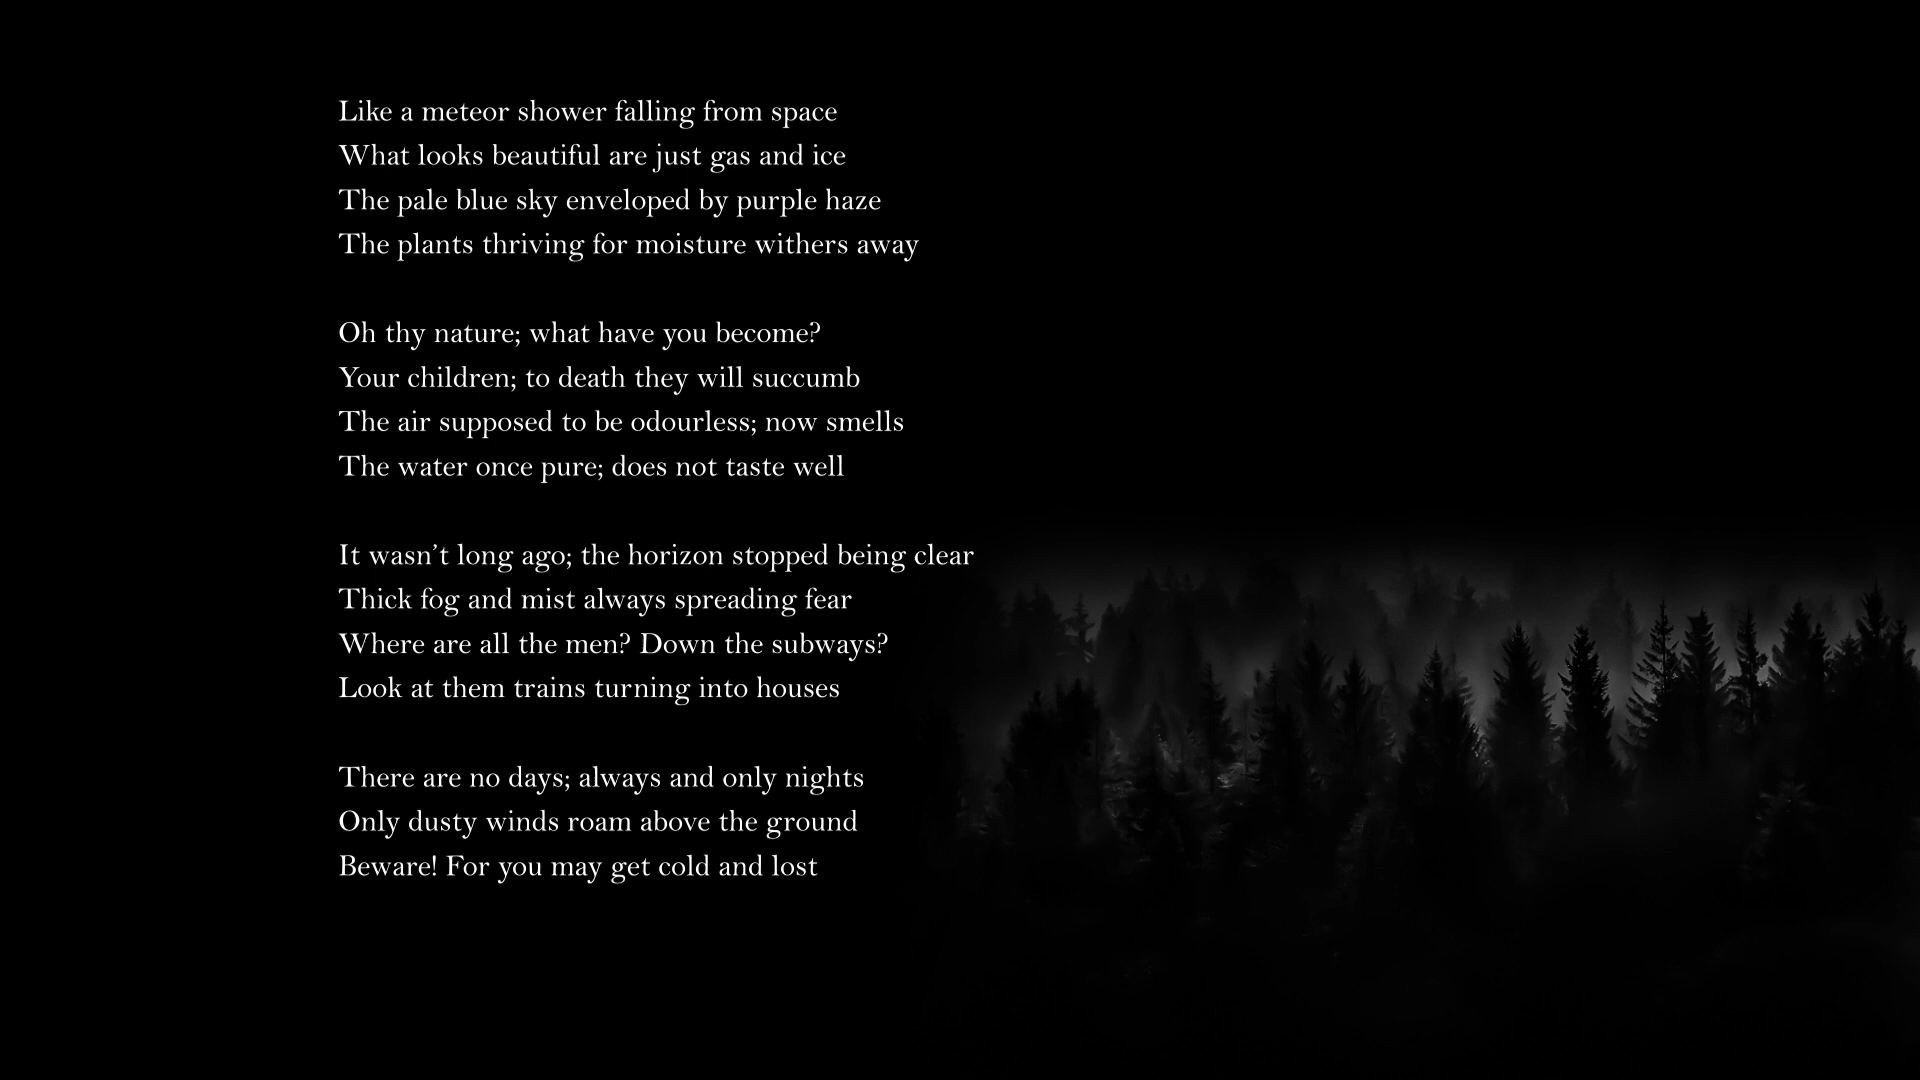 Like a meteor shower falling from space
What looks beautiful are just gas and ice
The pale blue sky enveloped by purple haze
The plants thriving for moisture withers away
Oh thy nature; what have you become?
Your children; to death they will succumb
The air supposed to be odourless; now smells
The water once pure; does not taste well
It wasn’t long ago; the horizon stopped being clear
Thick fog and mist always spreading fear
Where are all the men? Down the subways?
Look at them trains turning into houses
There are no days; always and only nights
Only dusty winds roam above the ground
Beware! For you may get cold and lost